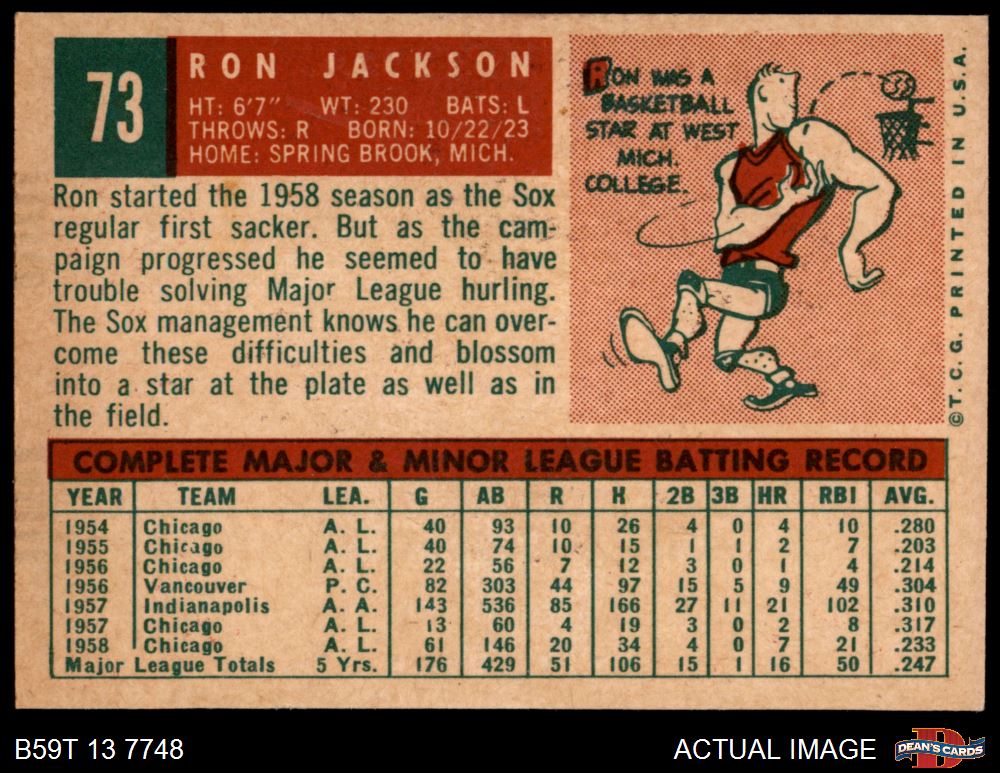 73
RON JACKSON
HT: 6'7" WT: 230 BATS: L
THROWS: R BORN: 10/22/23
HOME: SPRING BROOK, MICH.
Ron started the 1958 season as the Sox
regular first sacker. But as the cam-
paign progressed he seemed to have
trouble solving Major League hurling.
The Sox management knows he can over-
come these difficulties and blossom
into a star at the plate as well as in
the field.
RON WAS A
BASKETBALL
STAR AT WEST
MICH.
COLLEGE.
©T. C. G. PRINTED IN U.S.A.
COMPLETE MAJOR & MINOR LEAGUE BATTING RECORD
YEAR TEAM LEA. G AB R H 2B 3B HR RBI AVG.
1954 Chicago A. L. 40 93 10 26 4 0 4 10 .280
1955 Chicago A. L. 40 74 10 15 1 1 2 7 .203
1956 Chicago A. L. 22 56 7 12 3 0 1 4 .214
1956 Vancouver P. C. 82 303 44 97 15 5 9 49 .304
1957 Indianapolis A. A. 143 536 85 166 27 11 21 102 .310
1957 Chicago A. L. 13 60 4 19 3 0 2 8 .317
1958 Chicago A. L. 61 146 20 34 4 0 7 21 .233
Major League Totals 5 Yrs. 176 429 51 106 15 1 16 50 .247
B59T 13 7748
ACTUAL IMAGE
D
DEAN'S CARDS